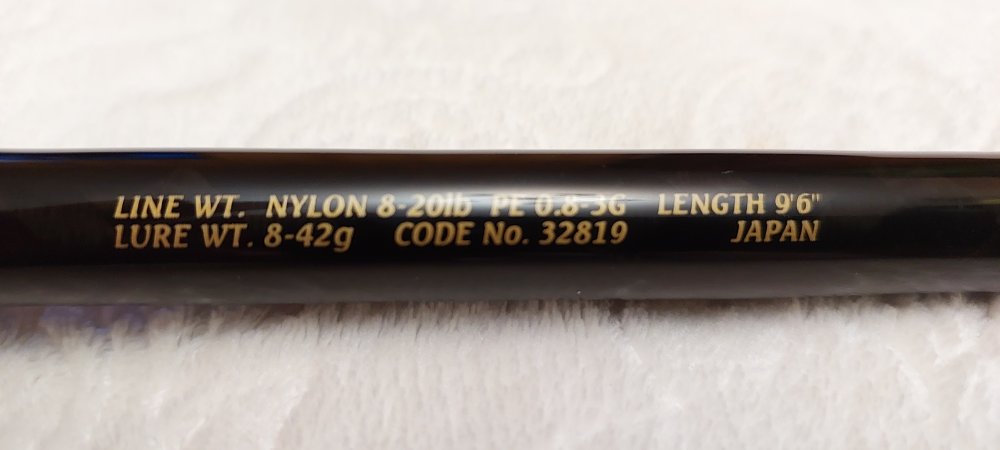 LINE WT. NYLON 8-20lb PE 0.8-3G LENGTH 9'6"
LURE WT. 8-42g CODE No. 32819 JAPAN